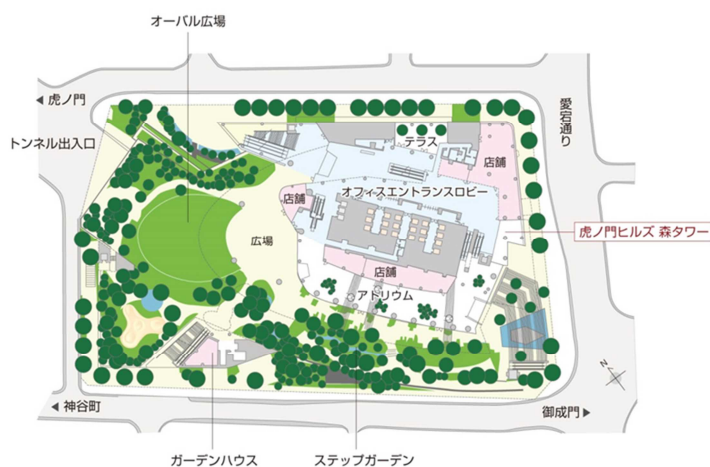 オーバル広場
◀ 虎ノ門
愛宕通り
トンネル出入口
テラス
店舗
オフィスエントランスロビー
店舗
虎ノ門ヒルズ 森タワー
広場
店舗
アトリウム
N
◀ 神谷町
御成門▶
ガーデンハウス
ステップガーデン